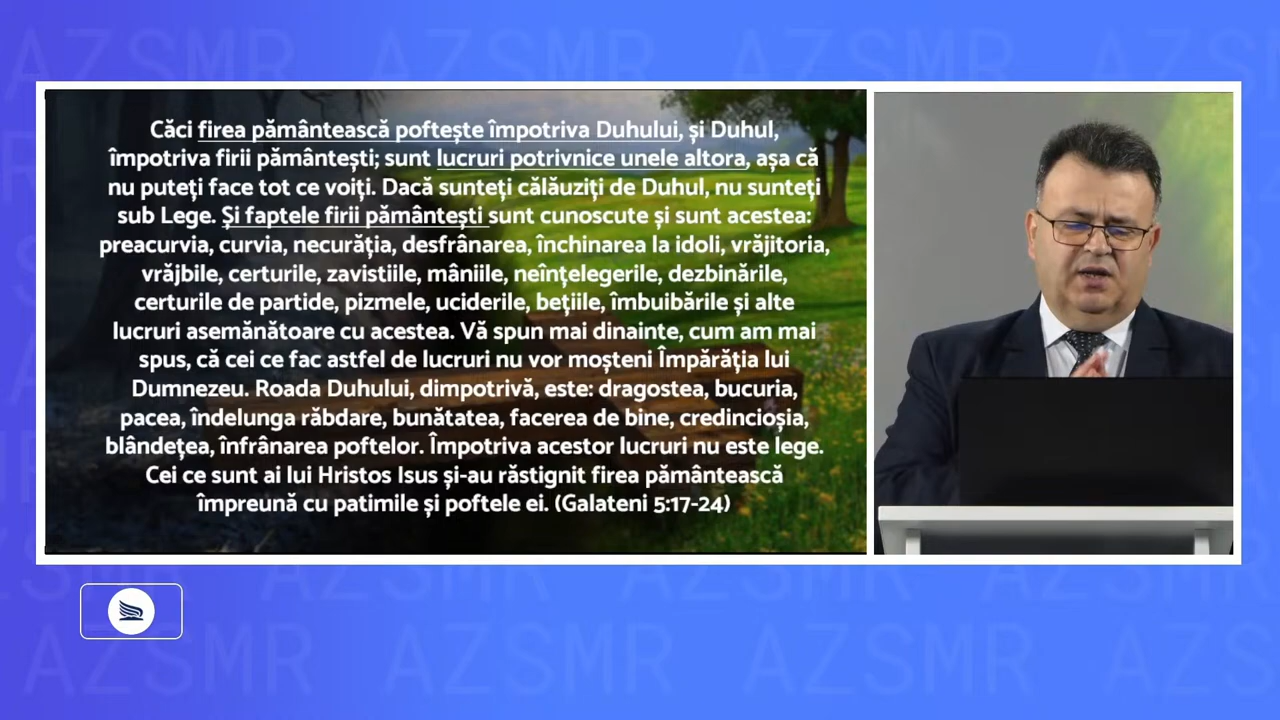 Căci firea pământească poftește împotriva Duhului, și Duhul,
împotriva firii pământești; sunt lucruri potrivnice unele altora, așa că
nu puteți face tot ce voiți. Dacă sunteți călăuziți de Duhul, nu sunteți
sub Lege. Și faptele firii pământești sunt cunoscute și sunt acestea:
preacurvia, curvia, necurăția, desfrânarea, închinarea la idoli, vrăjitoria,
vrăjbile, certurile, zavistiile, mâniile, neînțelegerile, dezbinările,
certurile de partide, pizmele, uciderile, bețiile, îmbuibările și alte
lucruri asemănătoare cu acestea. Vă spun mai dinainte, cum am mai
spus, că cei ce fac astfel de lucruri nu vor moșteni Împărăția lui
Dumnezeu. Roada Duhului, dimpotrivă, este: dragostea, bucuria,
pacea, îndelunga răbdare, bunătatea, facerea de bine, credincioșia,
blândețea, înfrânarea poftelor. Împotriva acestor lucruri nu este lege.
Cei ce sunt ai lui Hristos Isus și-au răstignit firea pământească
împreună cu patimile și poftele ei. (Galateni 5:17-24)
AZSMR AZSMR AZSMR AZSMR
AZSMR AZSMR AZSMR AZSMR